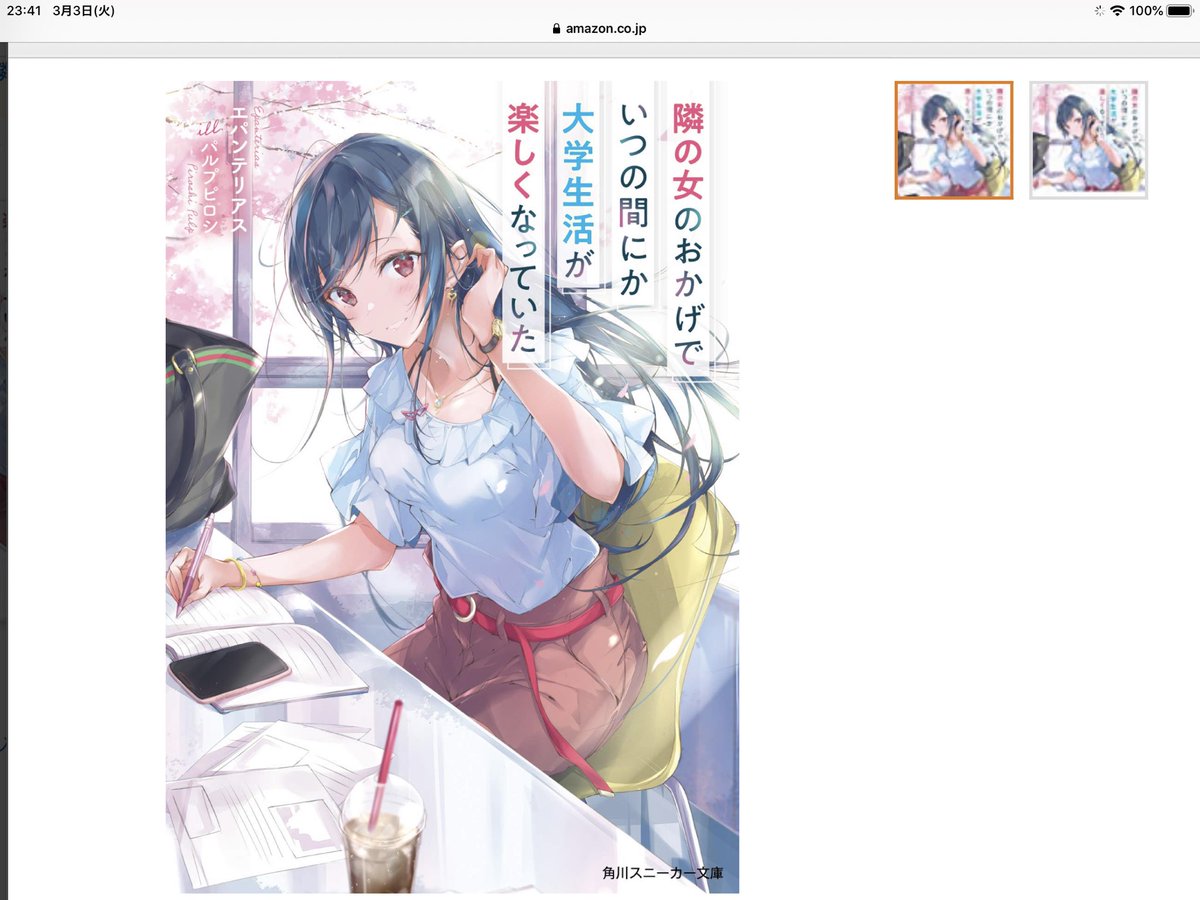 23:41 3月3日(火)
100%
amazon.co.jp
隣の女のおかげで
いつの間にか
大学生活が
楽しくなっていた
エパンテリアス
Epanterias
ill.パルプピロシ
Piroshi Pulp
角川スニーカー文庫